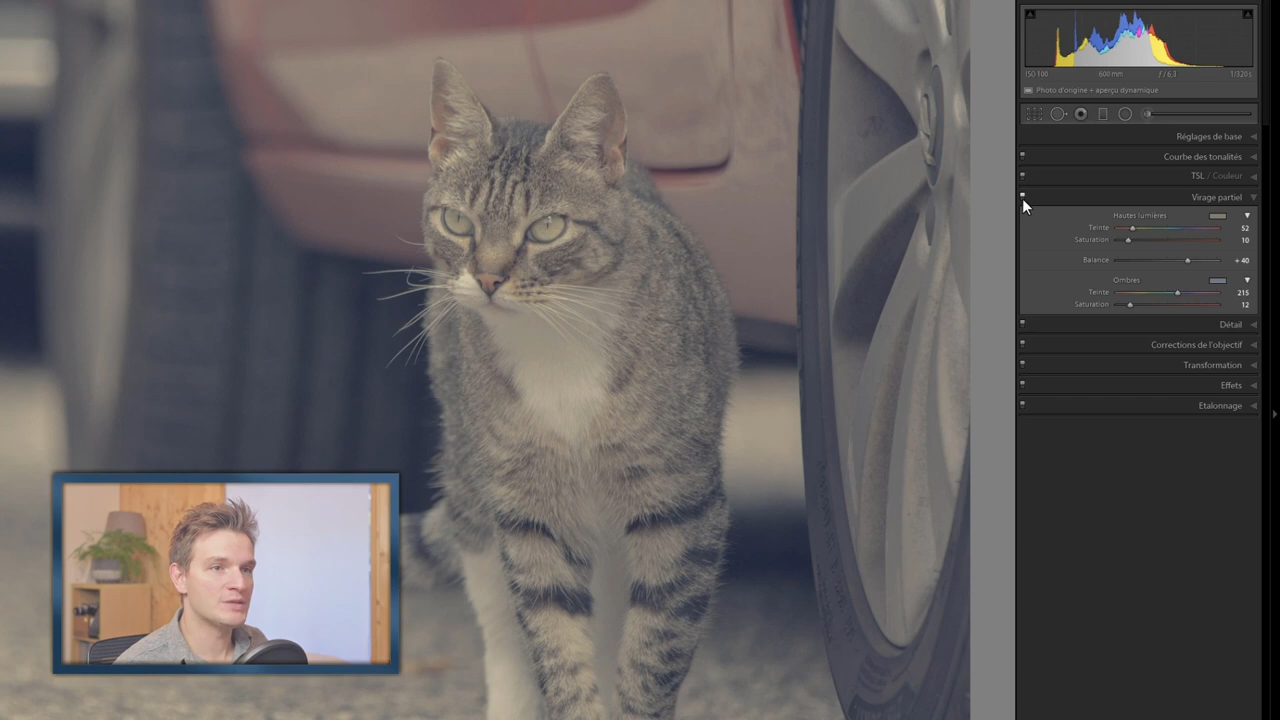 ISO 100 600 mm ƒ / 6,3 1/320 s
Photo d'origine + aperçu dynamique
Réglages de base
Courbe des tonalités
TSL / Couleur
Virage partiel
Hautes lumières
Teinte 52
Saturation 10
Balance + 40
Ombres
Teinte 215
Saturation 12
Détail
Corrections de l'objectif
Transformation
Effets
Etalonnage